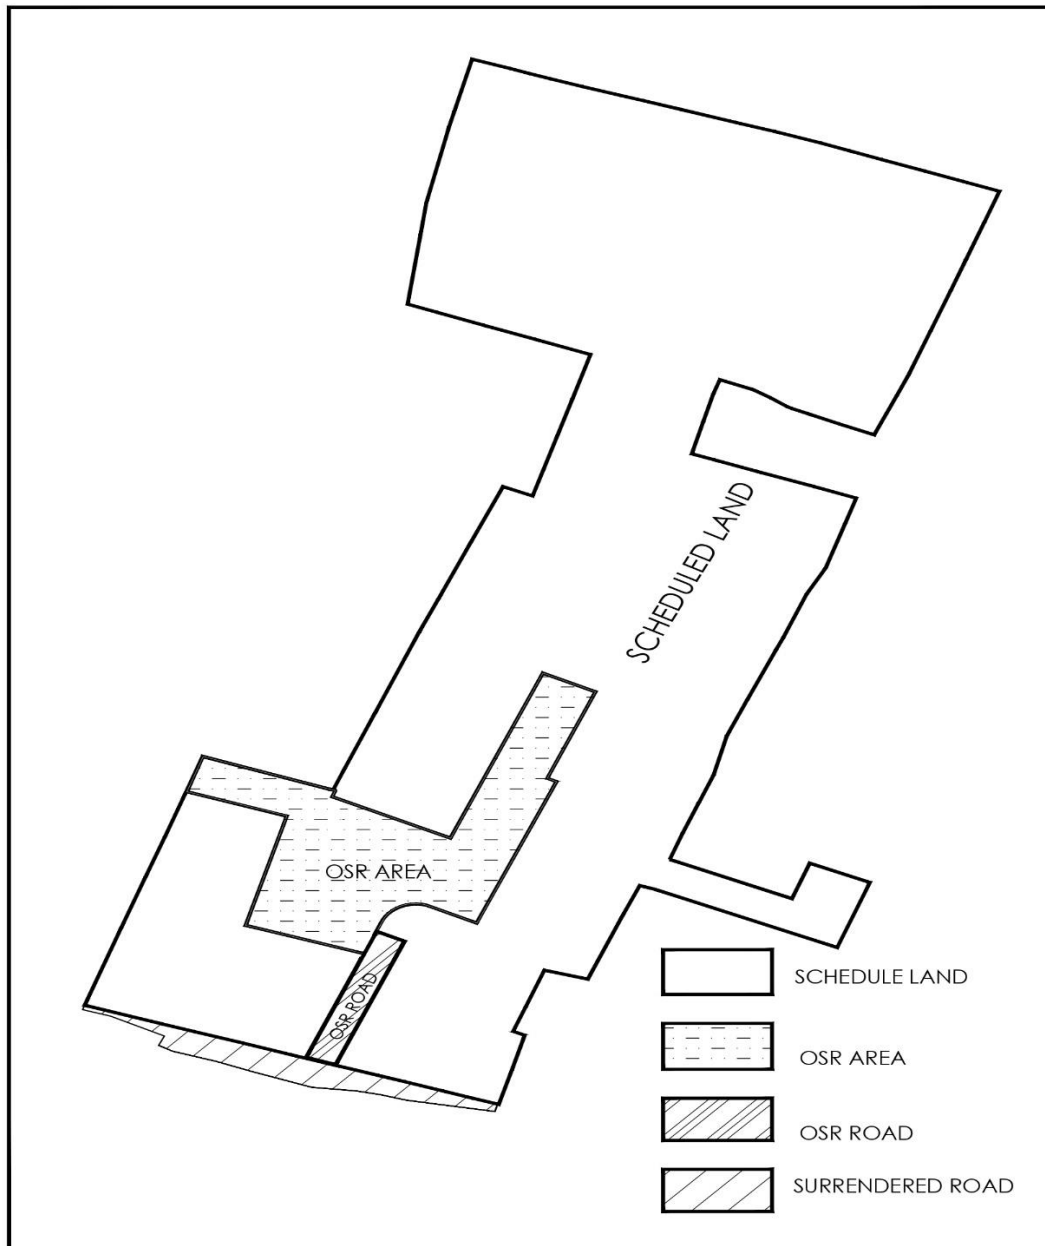 SCHEDULED LAND
OSR AREA
OSR ROAD
SCHEDULE LAND
OSR AREA
OSR ROAD
SURRENDERED ROAD